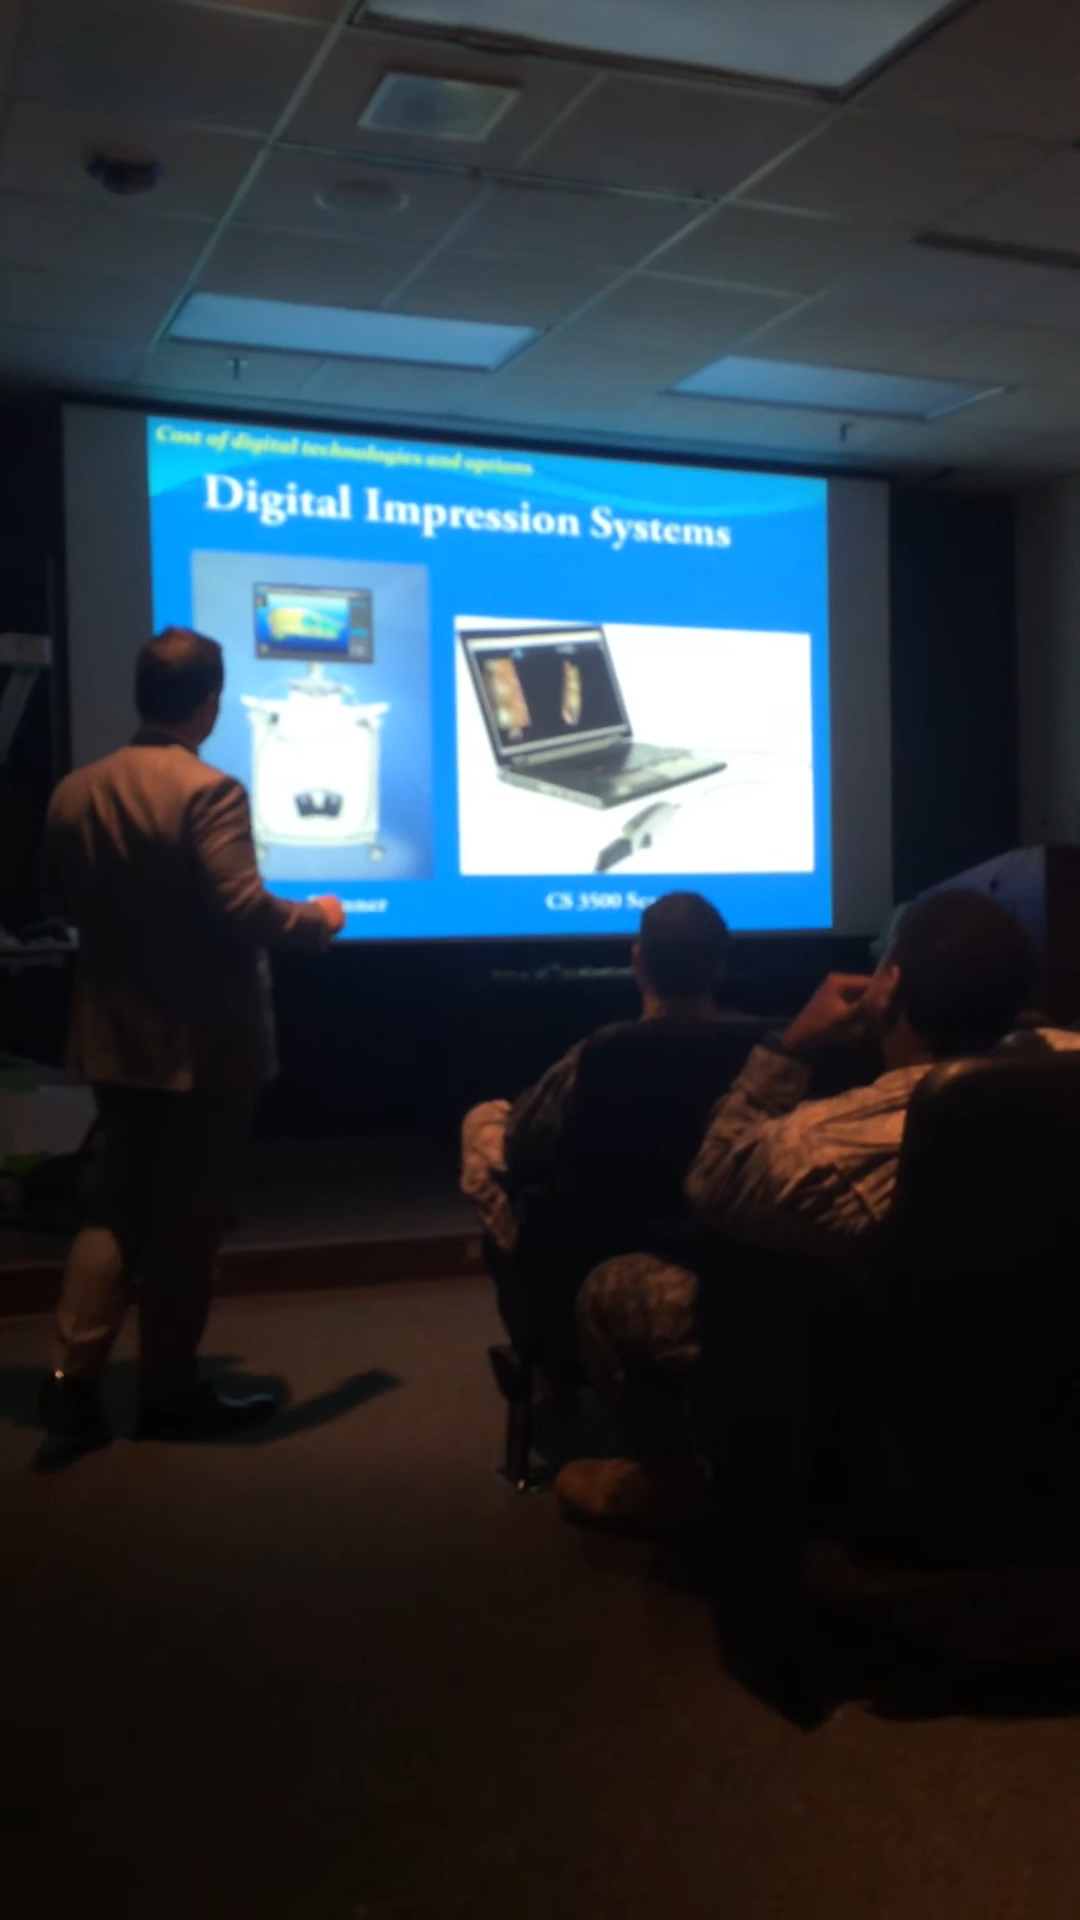 Cost of digital technologies and options
Digital Impression Systems
CS 3500